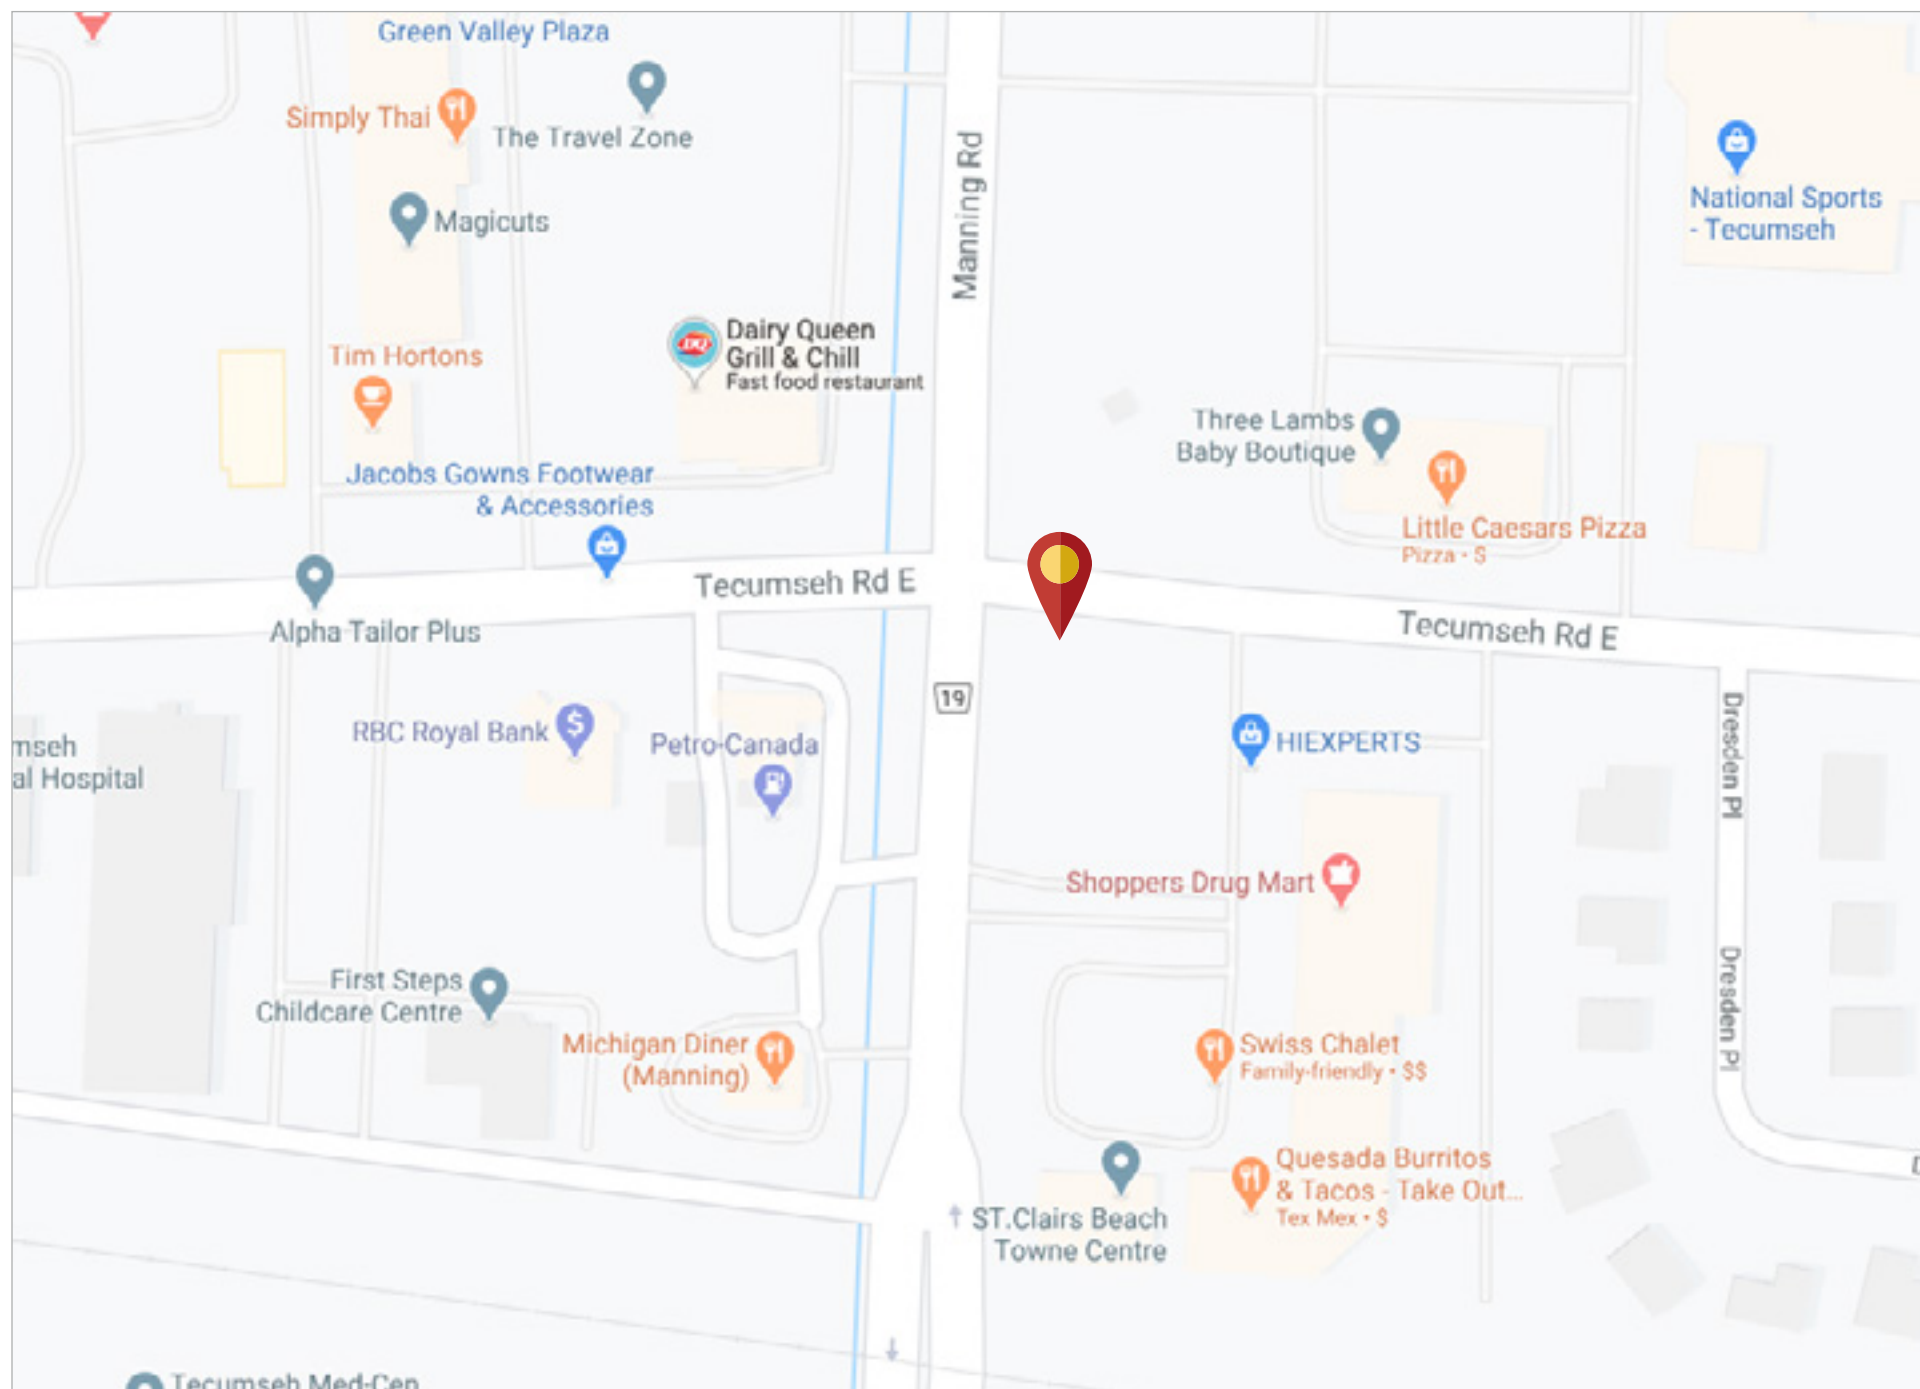 Green Valley Plaza
Simply Thai
The Travel Zone
Magicuts
Manning Rd
National Sports
- Tecumseh
Dairy Queen
Grill & Chill
Fast food restaurant
DQ
Tim Hortons
Three Lambs
Baby Boutique
Jacobs Gowns Footwear
& Accessories
Little Caesars Pizza
Pizza • $
Tecumseh Rd E
Tecumseh Rd E
Alpha Tailor Plus
19
RBC Royal Bank
$
Petro-Canada
HIEXPERTS
mseh
al Hospital
Dresden Pl
Shoppers Drug Mart
First Steps
Childcare Centre
Dresden Pl
Michigan Diner
(Manning)
Swiss Chalet
Family-friendly • $$
Quesada Burritos
& Tacos - Take Out...
Tex Mex • $
ST.Clairs Beach
Towne Centre
Tecumseh Med-Cen